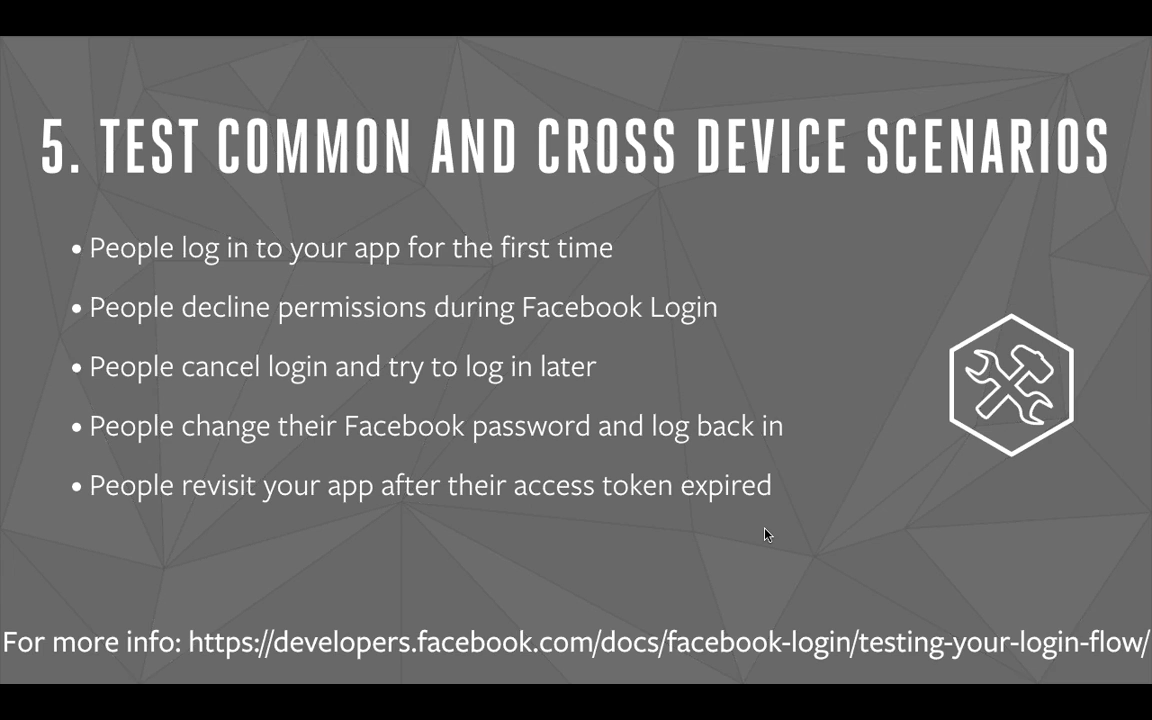 5. TEST COMMON AND CROSS DEVICE SCENARIOS
• People log in to your app for the first time
• People decline permissions during Facebook Login
• People cancel login and try to log in later
• People change their Facebook password and log back in
• People revisit your app after their access token expired
For more info: https://developers.facebook.com/docs/facebook-login/testing-your-login-flow/